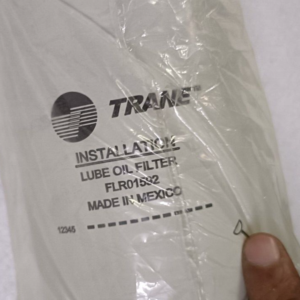 TRANE®
INSTALLATION
LUBE OIL FILTER
FLR01592
MADE IN MEXICO
12345